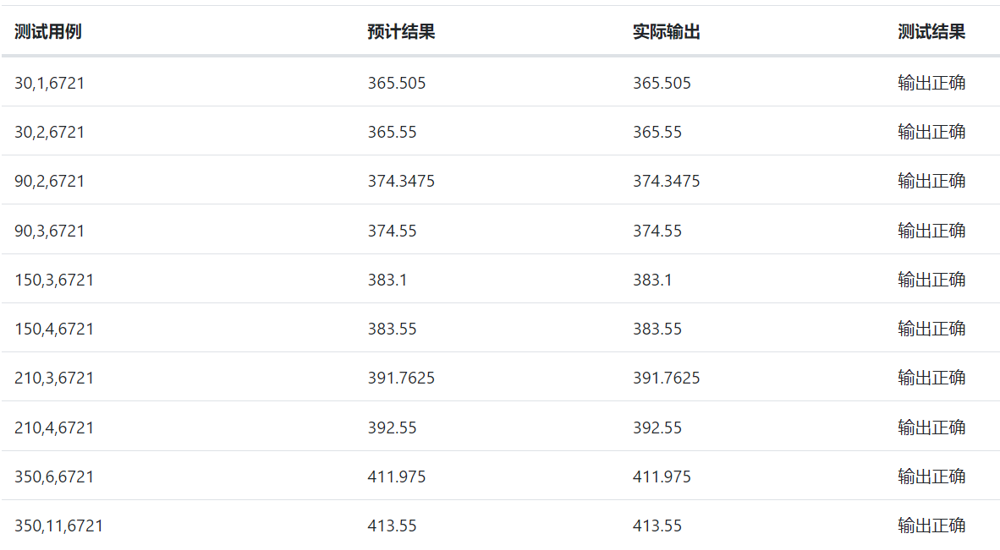 测试用例 预计结果 实际输出 测试结果
30,1,6721 365.505 365.505 输出正确
30,2,6721 365.55 365.55 输出正确
90,2,6721 374.3475 374.3475 输出正确
90,3,6721 374.55 374.55 输出正确
150,3,6721 383.1 383.1 输出正确
150,4,6721 383.55 383.55 输出正确
210,3,6721 391.7625 391.7625 输出正确
210,4,6721 392.55 392.55 输出正确
350,6,6721 411.975 411.975 输出正确
350,11,6721 413.55 413.55 输出正确